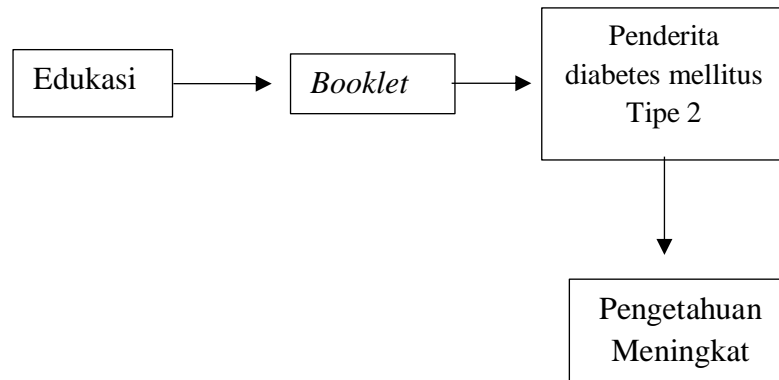 Edukasi
Booklet
Penderita
diabetes mellitus
Tipe 2
Pengetahuan
Meningkat